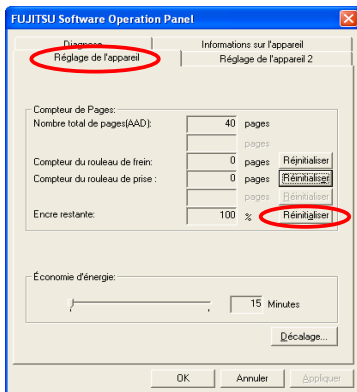 FUJITSU Software Operation Panel
Diagnose
Informations sur l'appareil
Réglage de l'appareil
Réglage de l'appareil 2
Compteur de Pages:
Nombre total de pages(AAD): 40 pages
pages
Compteur du rouleau de frein: 0 pages Réinitialiser
Compteur du rouleau de prise : 0 pages Réinitialiser
pages Réinitialiser
Encre restante: 100 % Réinitialiser
Économie d'énergie:
15 Minutes
Décalage...
OK Annuler Appliquer